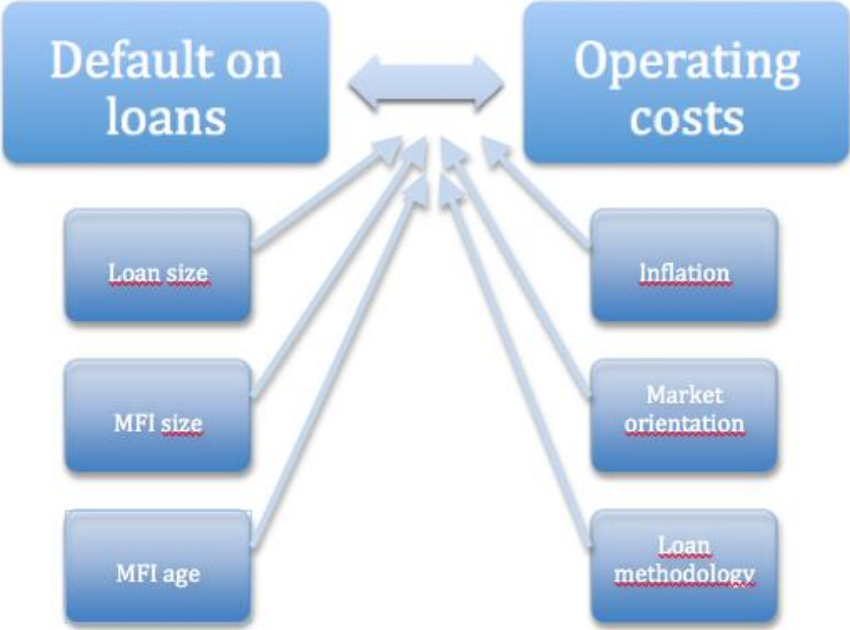 Default on
loans
Operating
costs
Loan size
Inflation
MFI size
Market
orientation
MFI age
Loan
methodology